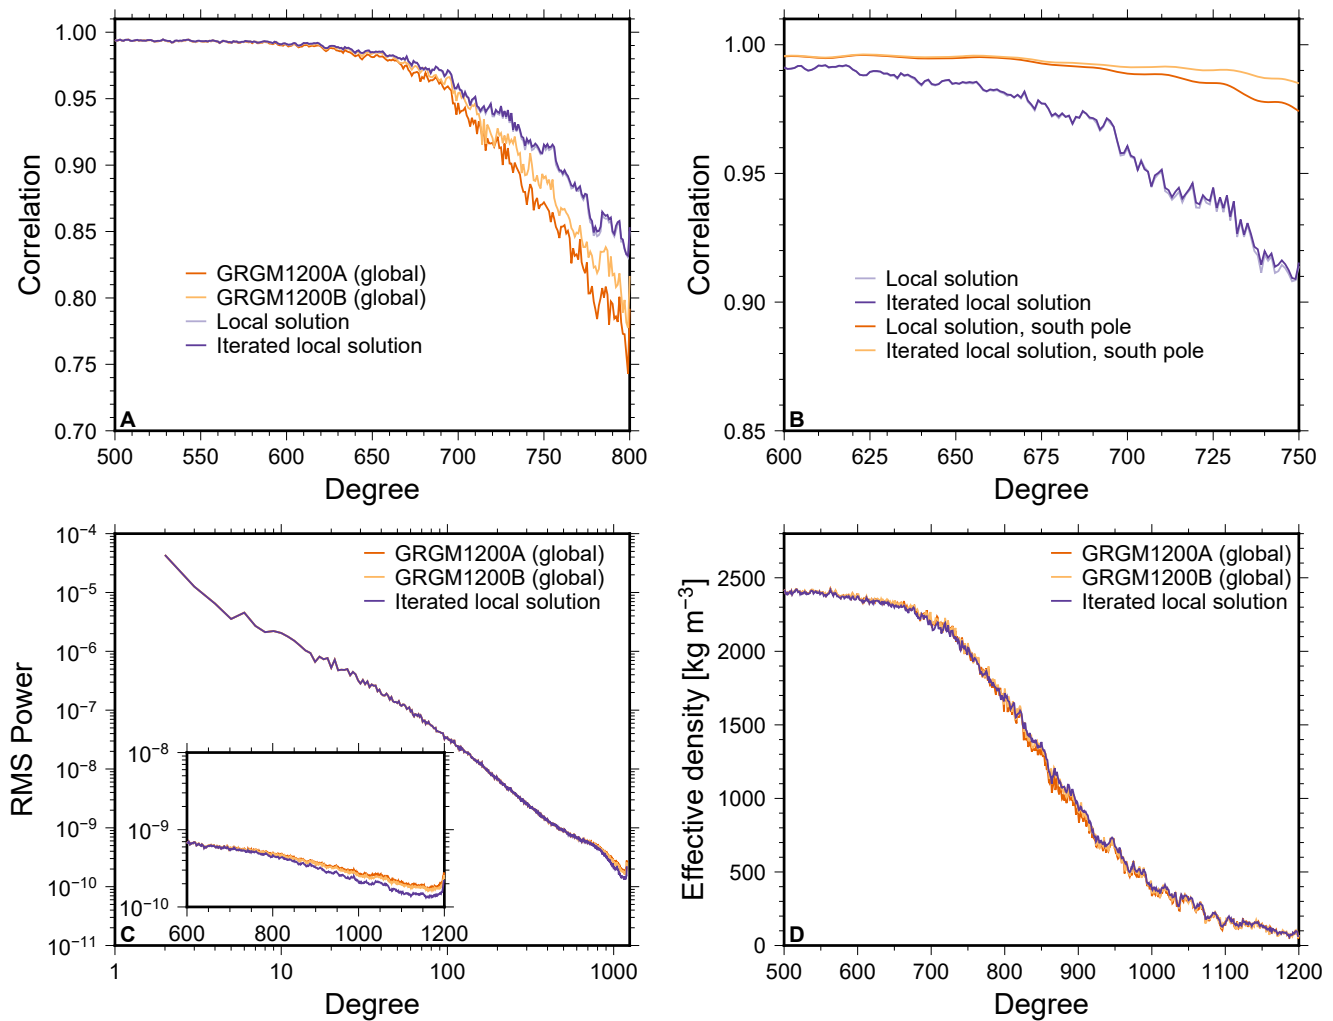 1.00
0.95
0.90
0.85
0.80
0.75
0.70
Correlation
GRGM1200A (global)
GRGM1200B (global)
Local solution
Iterated local solution
A
500 550 600 650 700 750 800
Degree
1.00
0.95
0.90
0.85
Correlation
Local solution
Iterated local solution
Local solution, south pole
Iterated local solution, south pole
B
600 625 650 675 700 725 750
Degree
10⁻⁴
10⁻⁵
10⁻⁶
10⁻⁷
10⁻⁸
10⁻⁹
10⁻¹⁰
10⁻¹¹
RMS Power
GRGM1200A (global)
GRGM1200B (global)
Iterated local solution
10⁻⁸
10⁻⁹
10⁻¹⁰
600 800 1000 1200
C
1 10 100 1000
Degree
2500
2000
1500
1000
500
0
Effective density [kg m⁻³]
GRGM1200A (global)
GRGM1200B (global)
Iterated local solution
D
500 600 700 800 900 1000 1100 1200
Degree